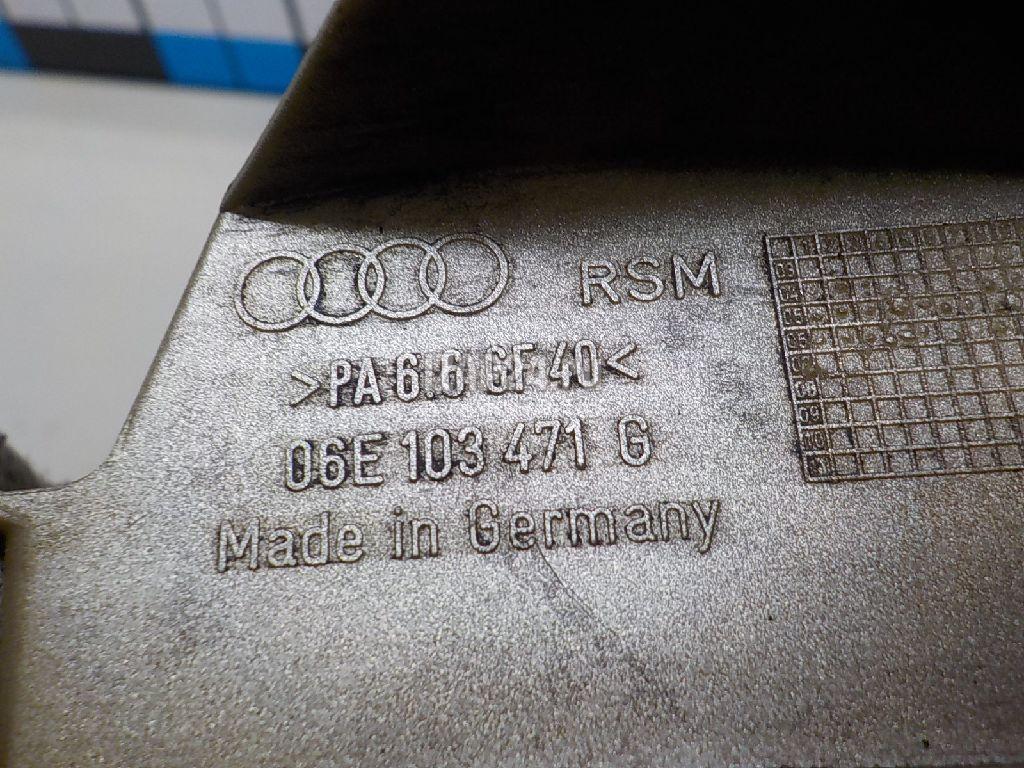 RSM
>PA 6.6 GF 40<
06E 103 471 G
Made in Germany